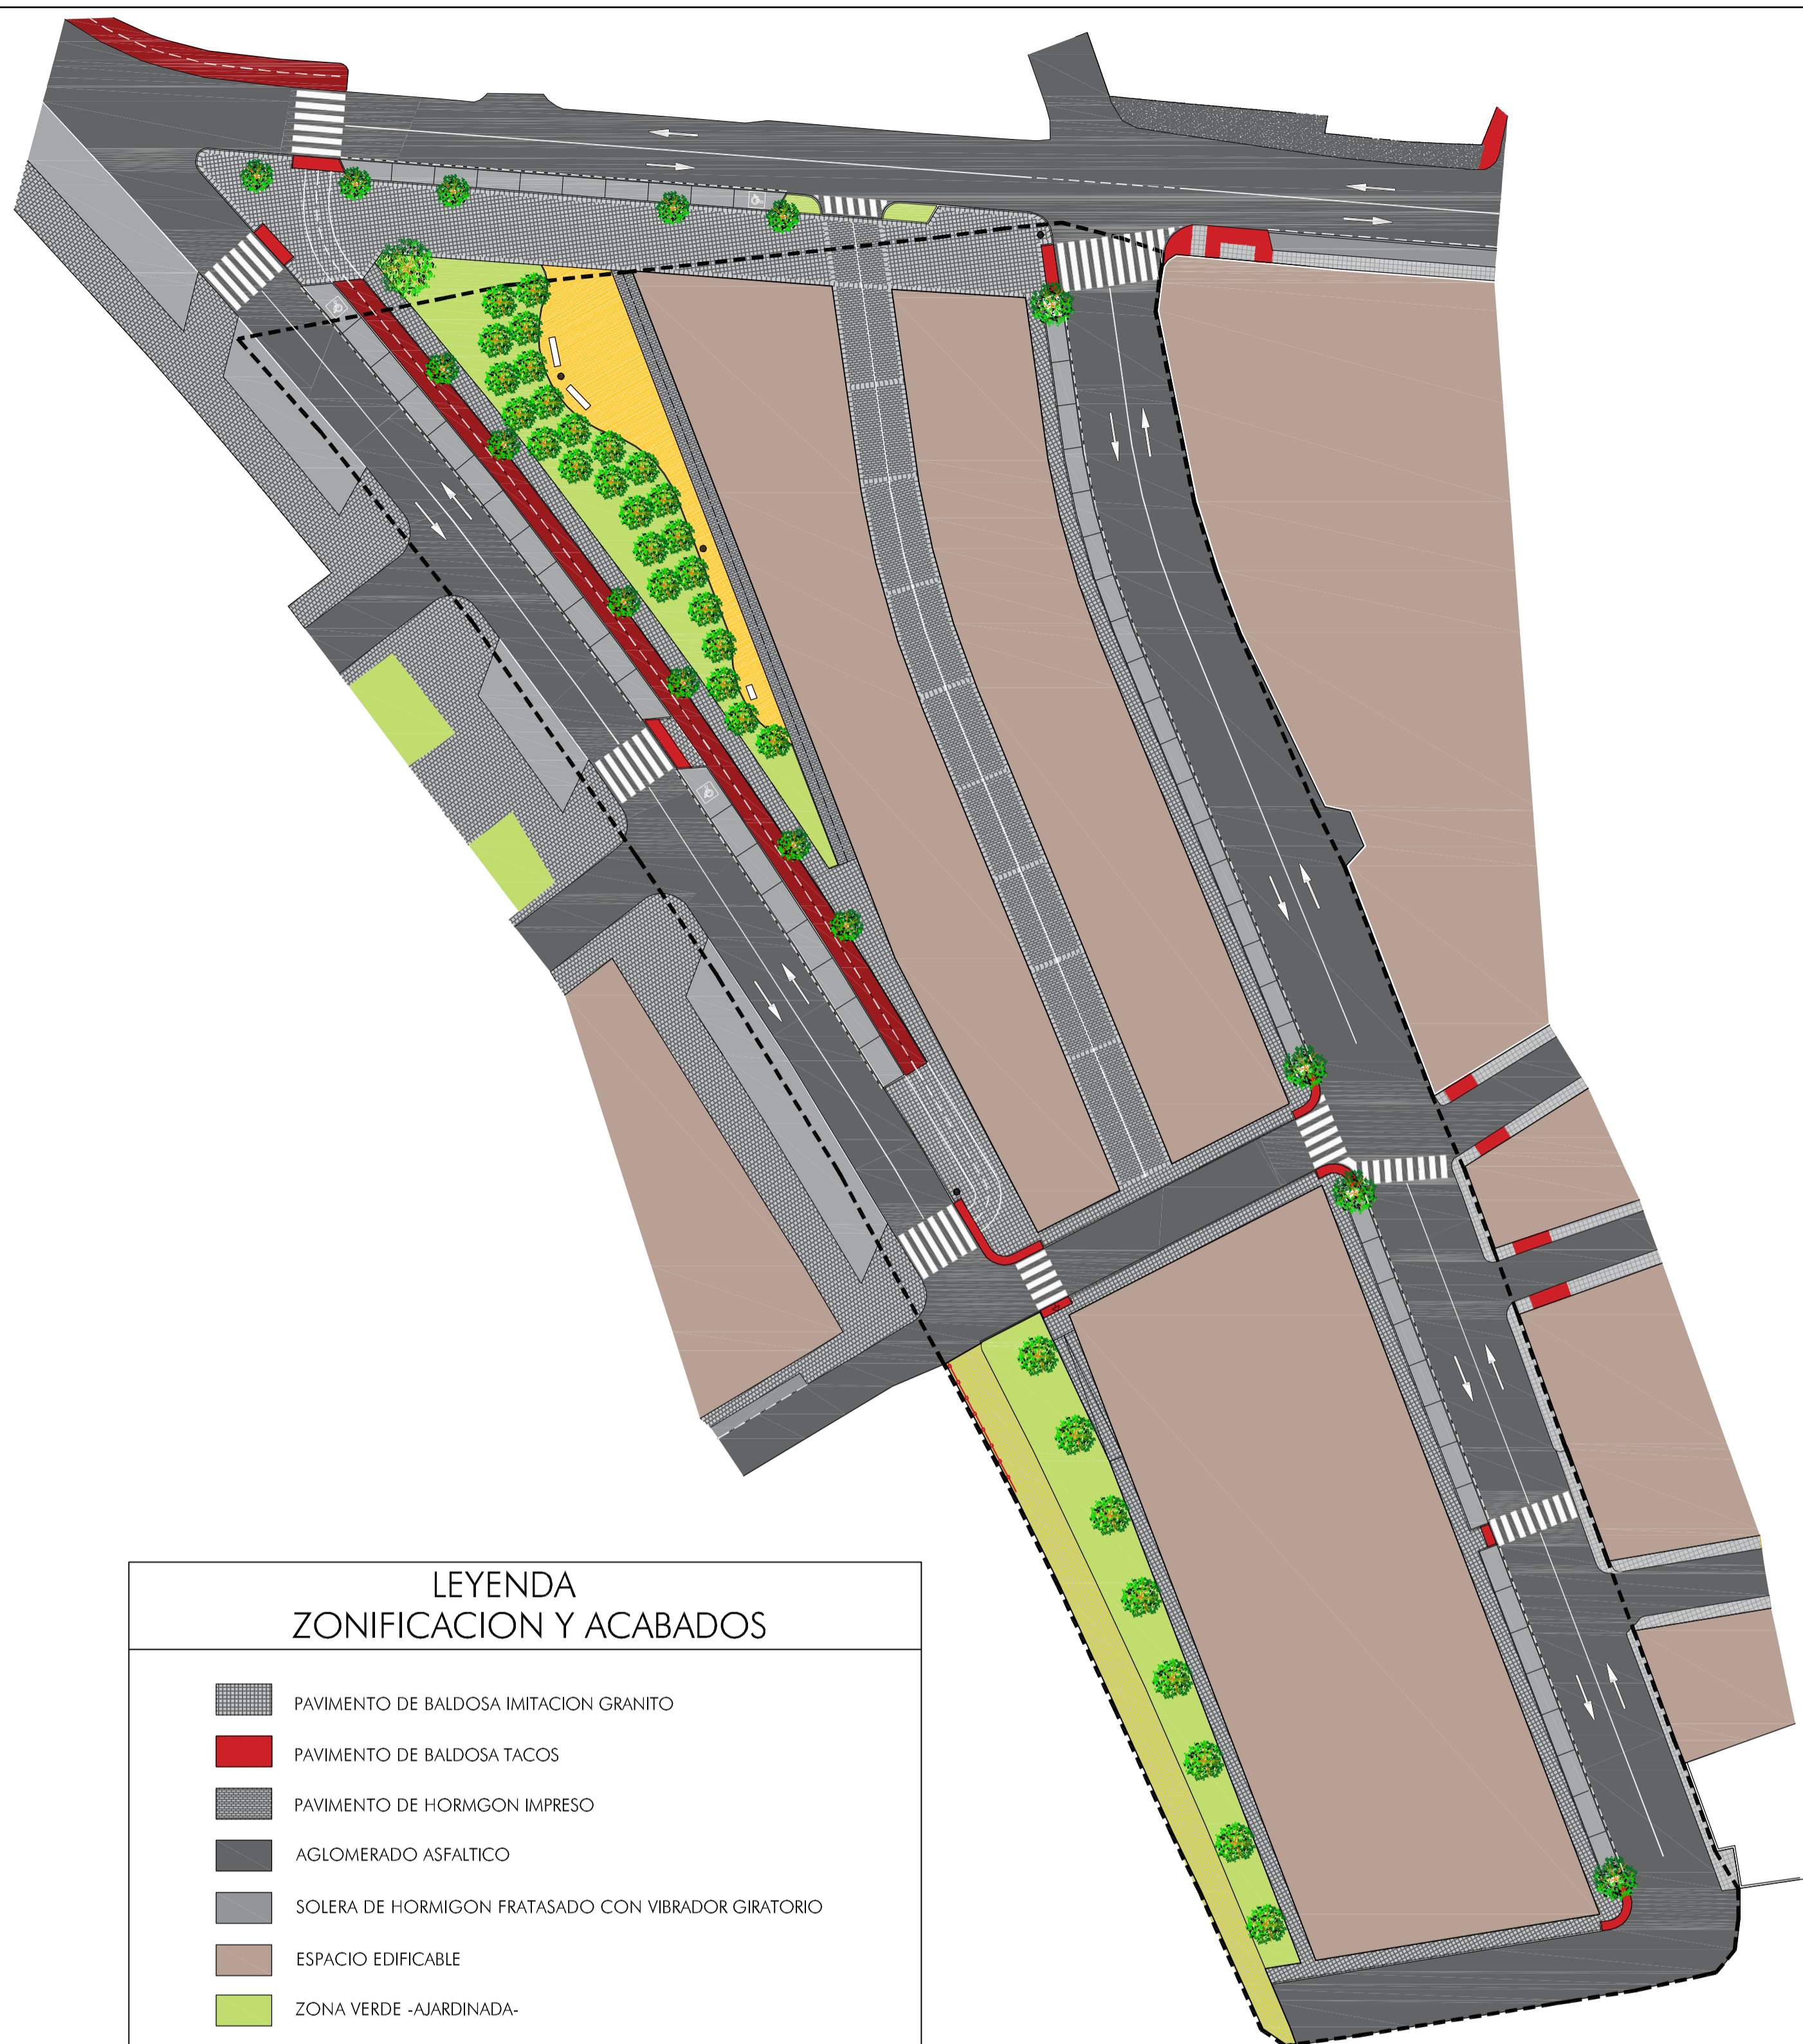 LEYENDA
ZONIFICACION Y ACABADOS
PAVIMENTO DE BALDOSA IMITACION GRANITO
PAVIMENTO DE BALDOSA TACOS
PAVIMENTO DE HORMGON IMPRESO
AGLOMERADO ASFALTICO
SOLERA DE HORMIGON FRATASADO CON VIBRADOR GIRATORIO
ESPACIO EDIFICABLE
ZONA VERDE -AJARDINADA-